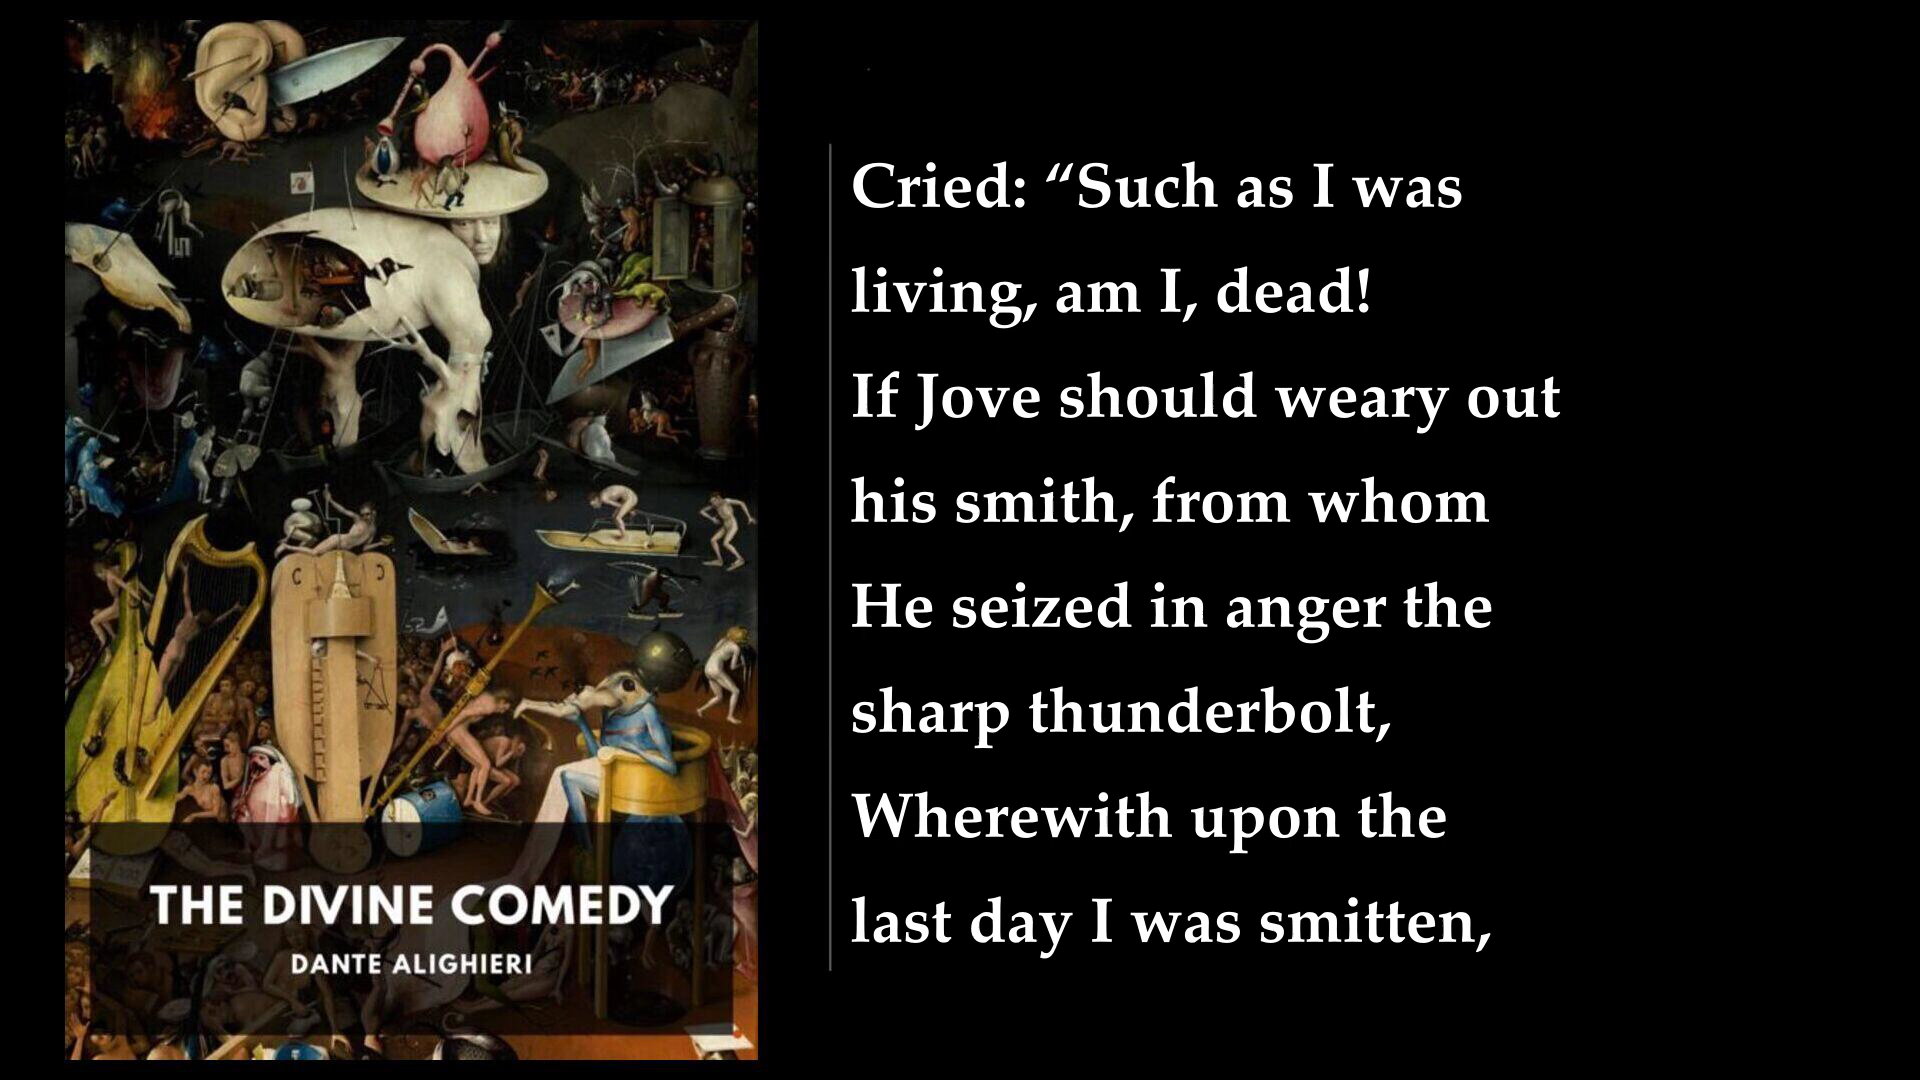 Cried: “Such as I was
living, am I, dead!
If Jove should weary out
his smith, from whom
He seized in anger the
sharp thunderbolt,
Wherewith upon the
last day I was smitten,
THE DIVINE COMEDY
DANTE ALIGHIERI